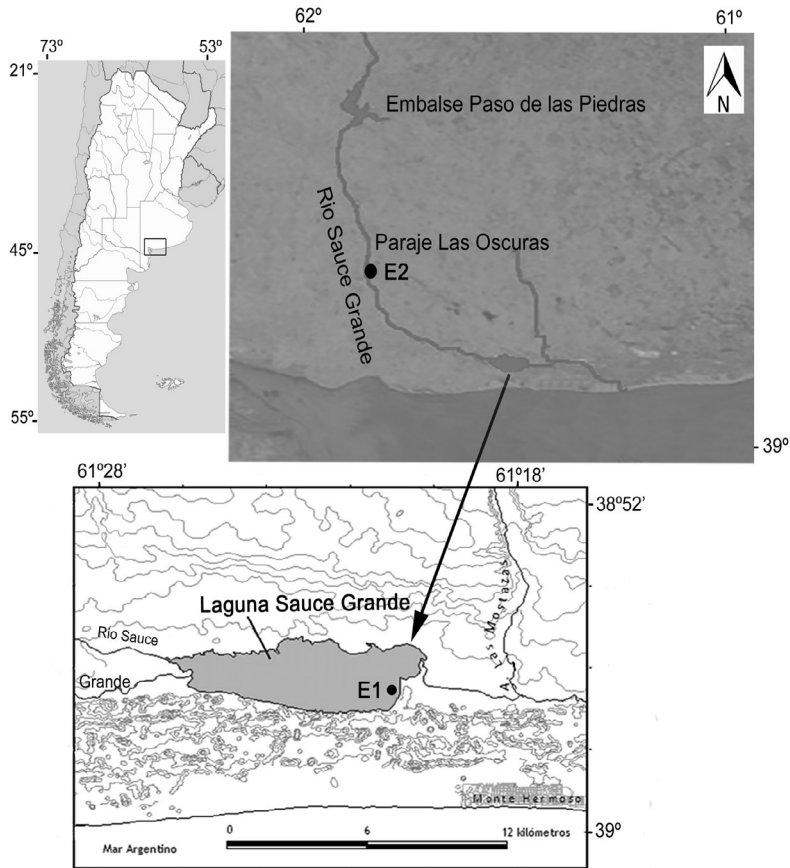 62º
61º
73º
53º
21º
45º
55º
N
Embalse Paso de las Piedras
Rio Sauce Grande
Paraje Las Oscuras
E2
39º
61º28’
61º18’
38º52’
Laguna Sauce Grande
Río Sauce
Grande
E1
A. Las Mostazas
Monte Hermoso
39º
0
6
12 kilómetros
Mar Argentino